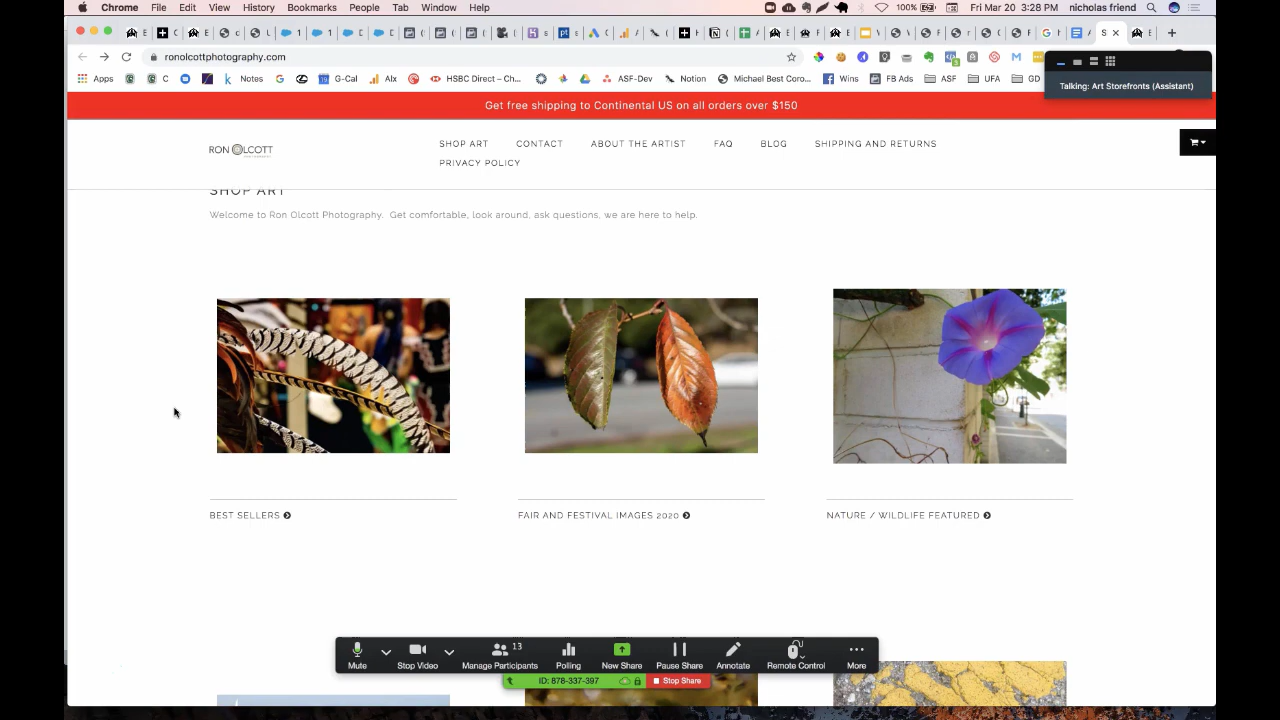 Chrome File Edit View History Bookmarks People Tab Window Help 100% Fri Mar 20 3:28 PM nicholas friend
ronolcottphotography.com
Apps G C Notes G-Cal Alx HSBC Direct – Ch... ASF-Dev Notion Michael Best Coro... Wins FB Ads ASF UFA GD
Talking: Art Storefronts (Assistant)
Get free shipping to Continental US on all orders over $150
RON OLCOTT
SHOP ART CONTACT ABOUT THE ARTIST FAQ BLOG SHIPPING AND RETURNS
PRIVACY POLICY
SHOP ART
Welcome to Ron Olcott Photography. Get comfortable, look around, ask questions, we are here to help.
BEST SELLERS FAIR AND FESTIVAL IMAGES 2020 NATURE / WILDLIFE FEATURED
13
Mute Stop Video Manage Participants Polling New Share Pause Share Annotate Remote Control More
ID: 878-337-397 Stop Share